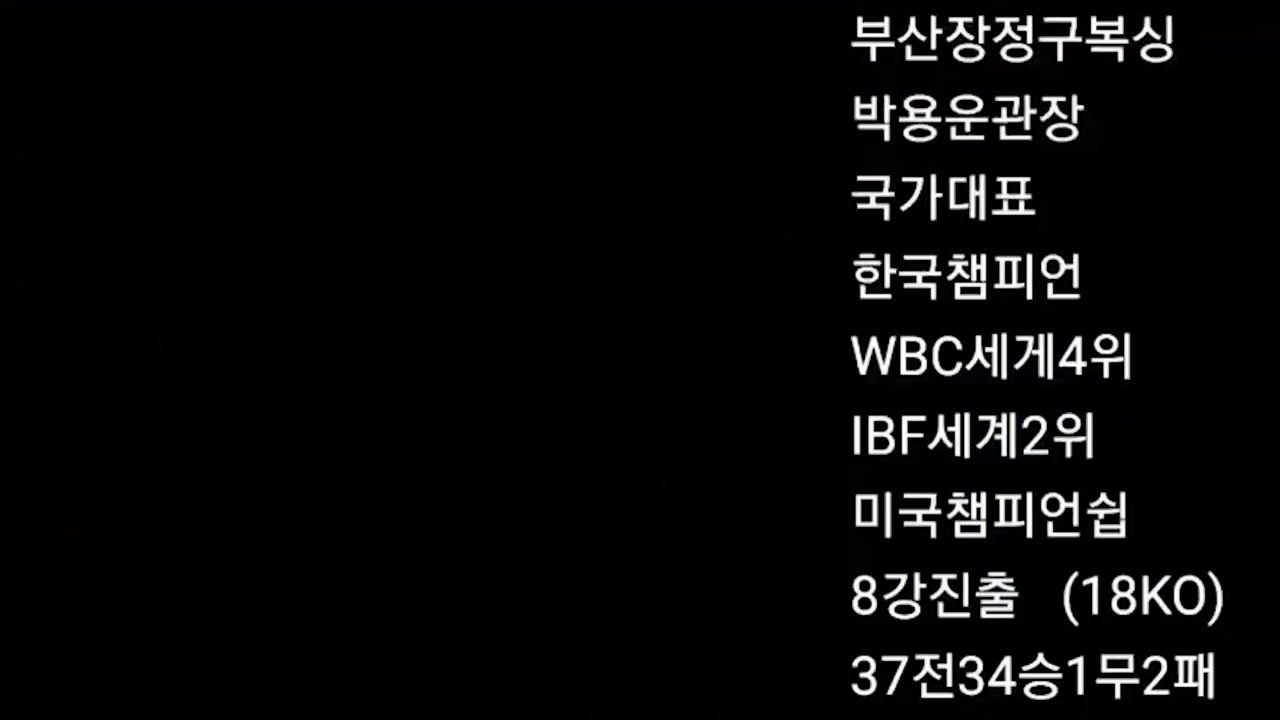 부산장정구복싱
박용운관장
국가대표
한국챔피언
WBC세게4위
IBF세계2위
미국챔피언쉽
8강진출 (18KO)
37전34승1무2패